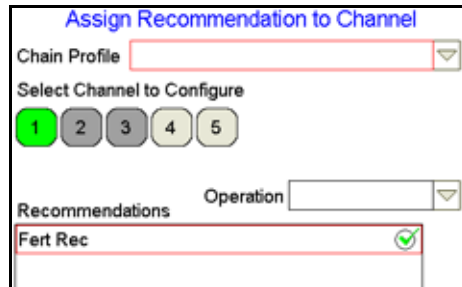 Assign Recommendation to Channel
Chain Profile
Select Channel to Configure
1 2 3 4 5
Operation
Recommendations
Fert Rec